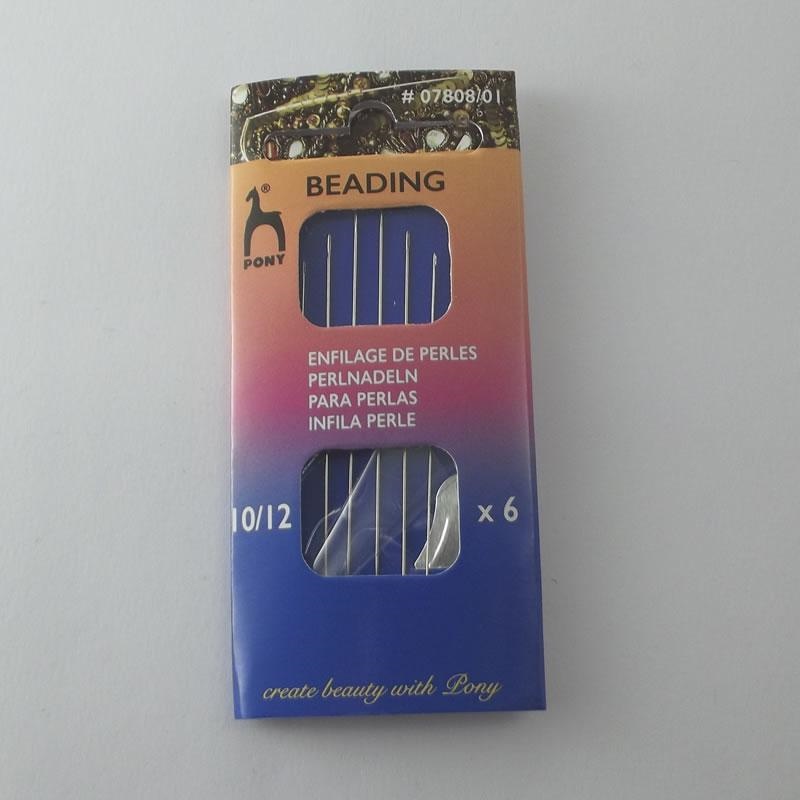 # 07808/01
BEADING
®
PONY
ENFILAGE DE PERLES
PERLNADELN
PARA PERLAS
INFILA PERLE
10/12
x 6
create beauty with Pony